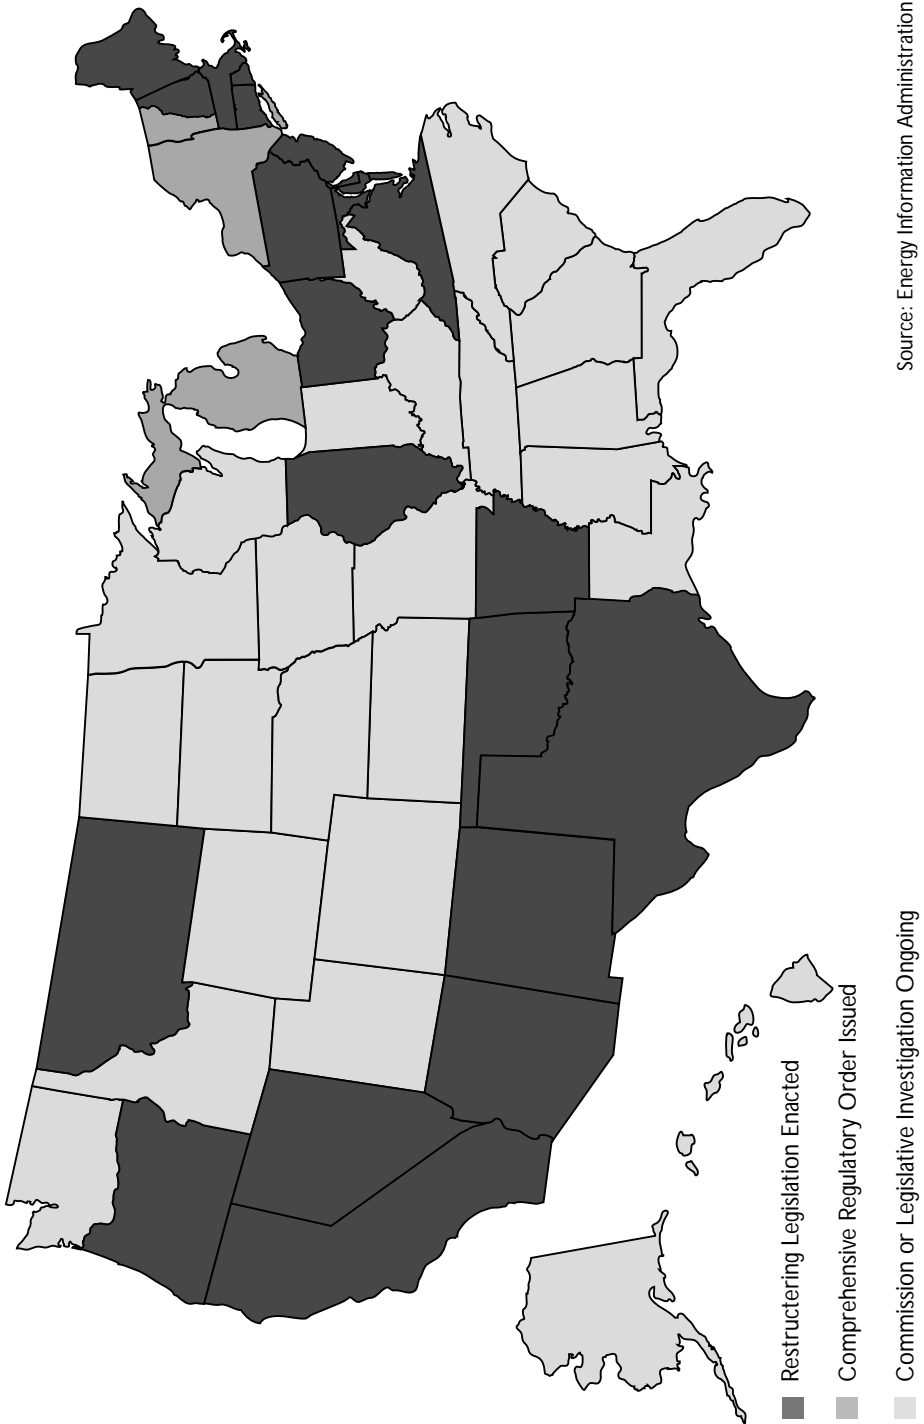 Restructering Legislation Enacted
Comprehensive Regulatory Order Issued
Commission or Legislative Investigation Ongoing
Source: Energy Information Administration